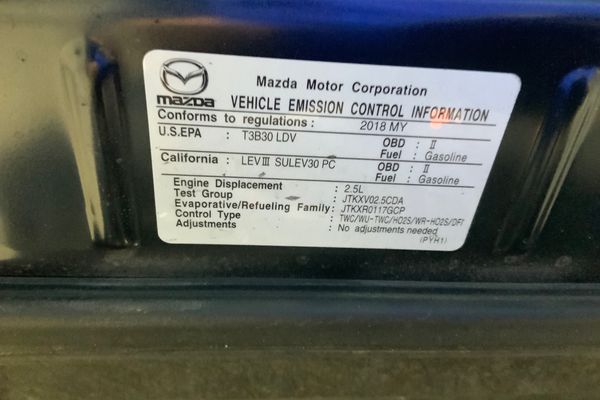 Mazda Motor Corporation
mazda VEHICLE EMISSION CONTROL INFORMATION
Conforms to regulations : 2018 MY
U.S.EPA : T3B30 LDV OBD : II
Fuel : Gasoline
California : LEVIII SULEV30 PC OBD : II
Fuel : Gasoline
Engine Displacement : 2.5L
Test Group : JTKXV02.5CDA
Evaporative/Refueling Family : JTKXR0117GCP
Control Type : TWC/WU-TWC/HO2S/WR-HO2S/DFI
Adjustments : No adjustments needed
(PYH1)